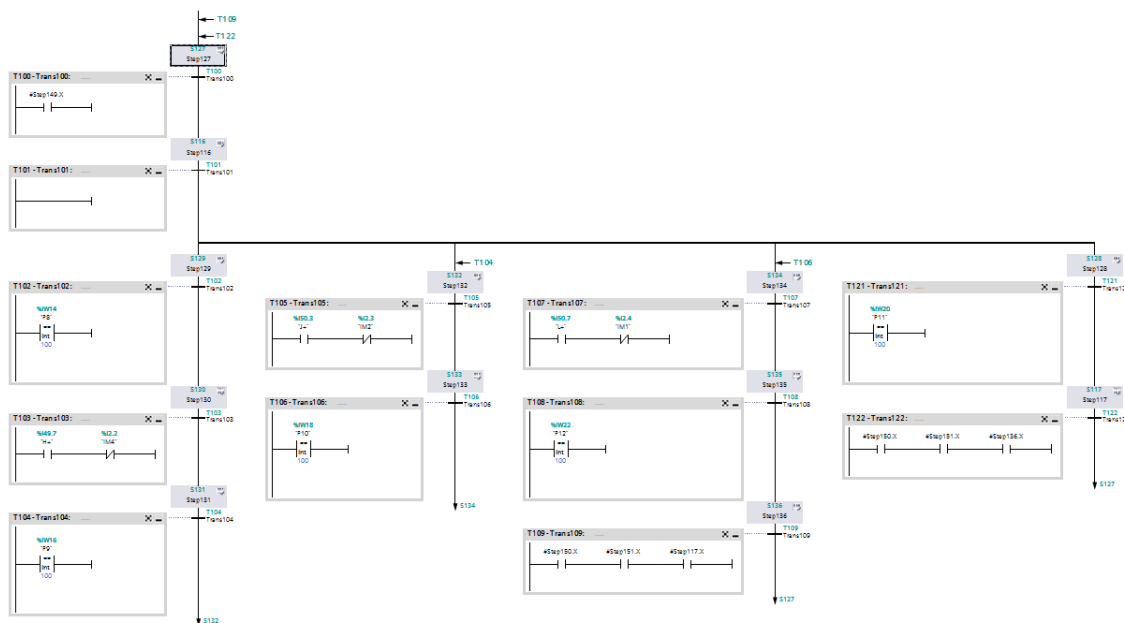 T109
T122
S127
Step127
T100
Trans100
T100-Trans100:
#Step149.X
S116
Step116
T101
Trans101
T101-Trans101:
S129
Step129
T102
Trans102
T102-Trans102:
%IW14
"P8"
==
Int
100
S130
Step130
T103
Trans103
T103-Trans103:
%I49.7
"H+"
%I2.2
"IM4"
S131
Step131
T104
Trans104
T104-Trans104:
%IW16
"P9"
==
Int
100
S132
T104
S132
Step132
T105
Trans105
T105-Trans105:
%I50.3
"J+"
%I2.3
"IM2"
S133
Step133
T106
Trans106
T106-Trans106:
%IW18
"P10"
==
Int
100
S134
T106
S134
Step134
T107
Trans107
T107-Trans107:
%I50.7
"L+"
%I2.4
"IM1"
S135
Step135
T108
Trans108
T108-Trans108:
%IW22
"P12"
==
Int
100
S136
Step136
T109
Trans109
T109-Trans109:
#Step150.X
#Step151.X
#Step117.X
S127
S128
Step128
T121
T121-Trans121:
%IW20
"P11"
==
Int
100
S117
Step117
T122
T122-Trans122:
#Step150.X
#Step151.X
#Step136.X
S127